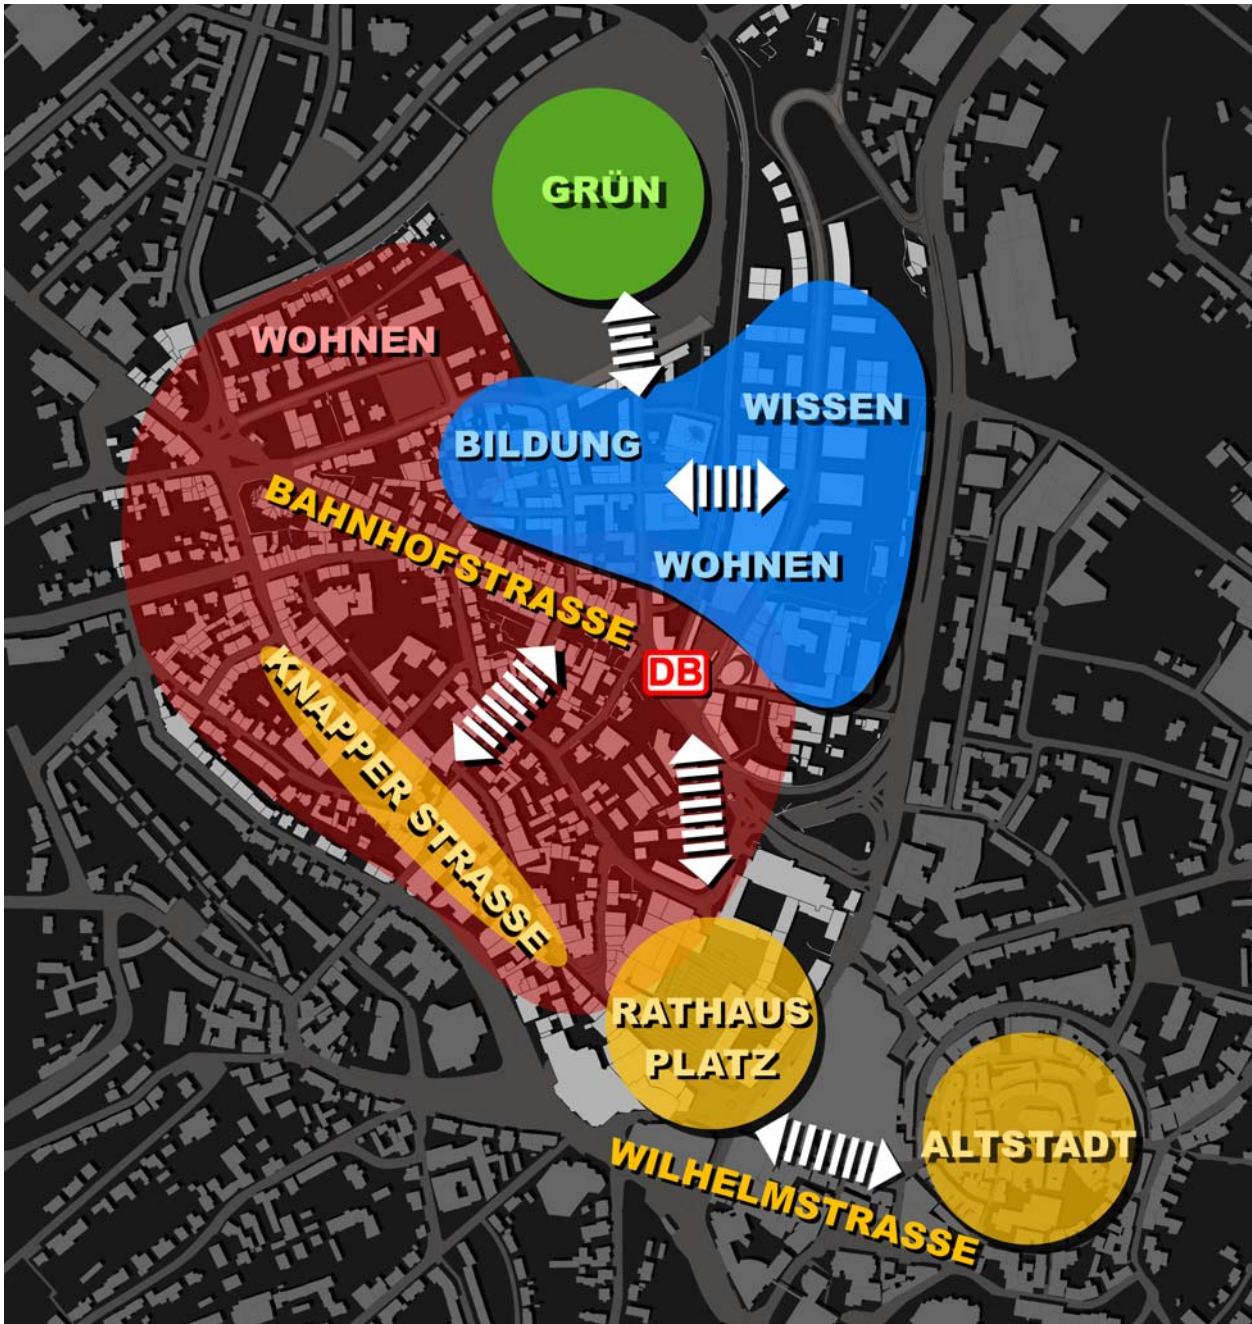 GRÜN
WOHNEN
WISSEN
BILDUNG
BAHNHOFSTRASSE
WOHNEN
DB
KNAPPER STRASSE
RATHAUS
PLATZ
ALTSTADT
WILHELMSTRASSE